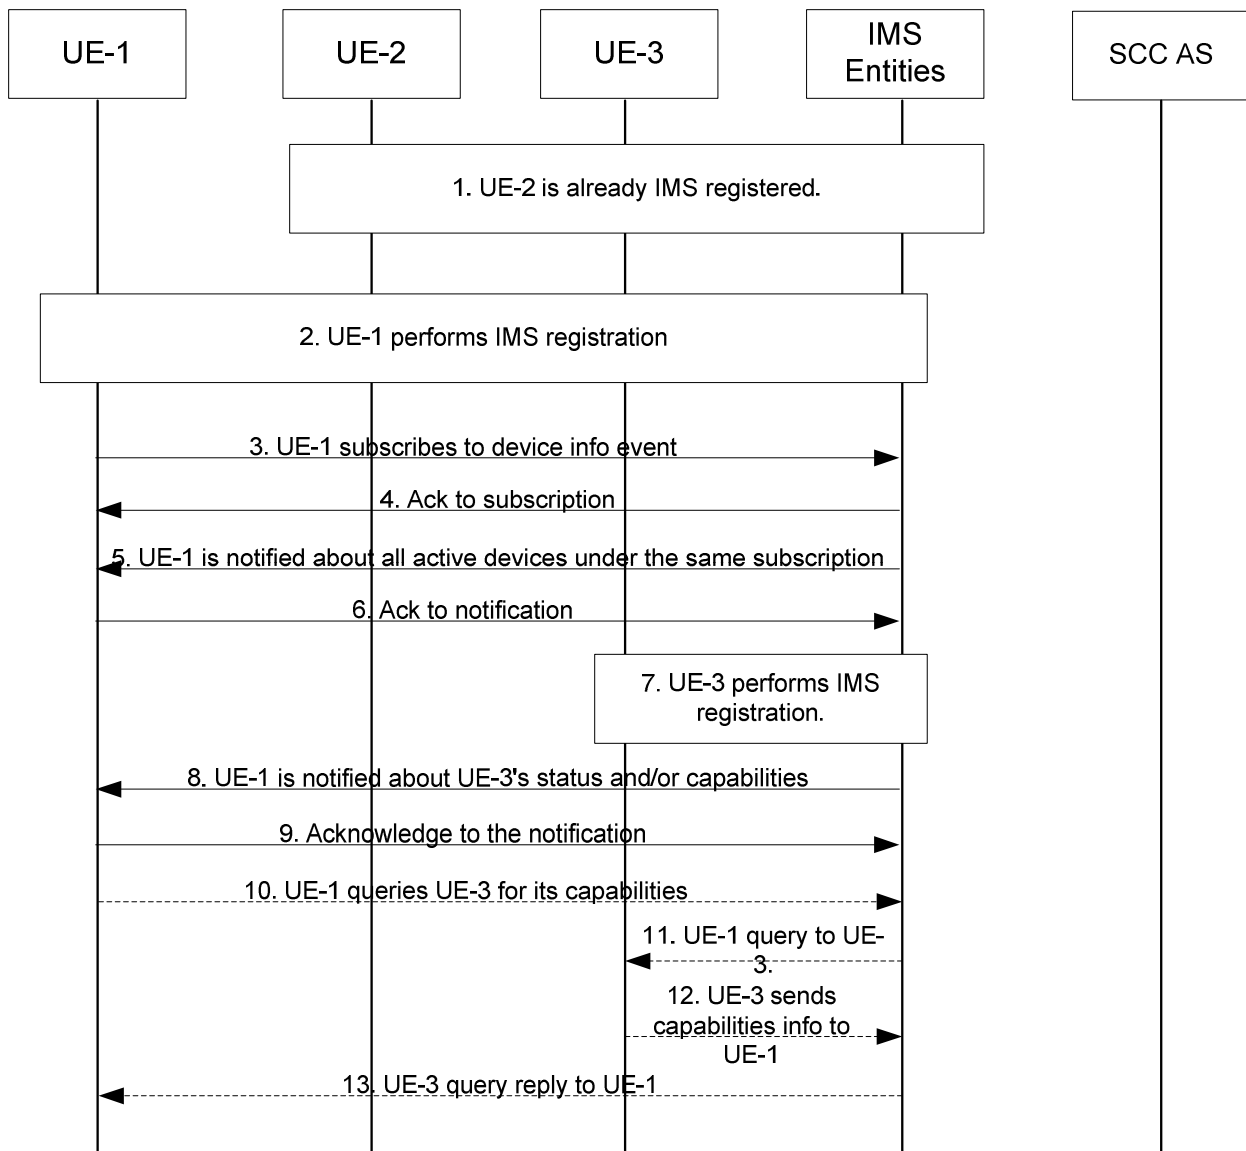 UE-1
UE-2
UE-3
IMS
Entities
SCC AS
1. UE-2 is already IMS registered.
2. UE-1 performs IMS registration
3. UE-1 subscribes to device info event
4. Ack to subscription
5. UE-1 is notified about all active devices under the same subscription
6. Ack to notification
7. UE-3 performs IMS
registration.
8. UE-1 is notified about UE-3's status and/or capabilities
9. Acknowledge to the notification
10. UE-1 queries UE-3 for its capabilities
11. UE-1 query to UE-
3.
12. UE-3 sends
capabilities info to
UE-1
13. UE-3 query reply to UE-1